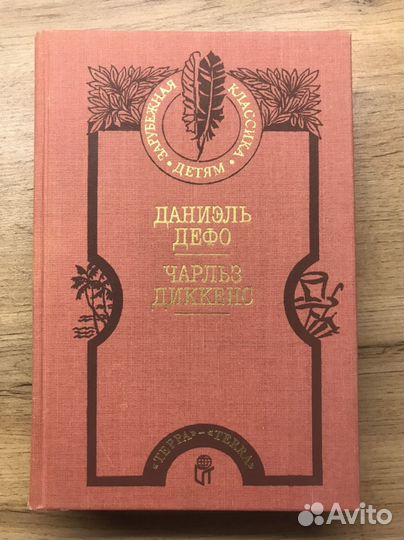 ЗАРУБЕЖНАЯ
КЛАССИКА
• ДЕТЯМ •
ДАНИЭЛЬ
ДЕФО
ЧАРЛЬЗ
ДИККЕНС
«ТЕРРА»–«TERRA»
Avito